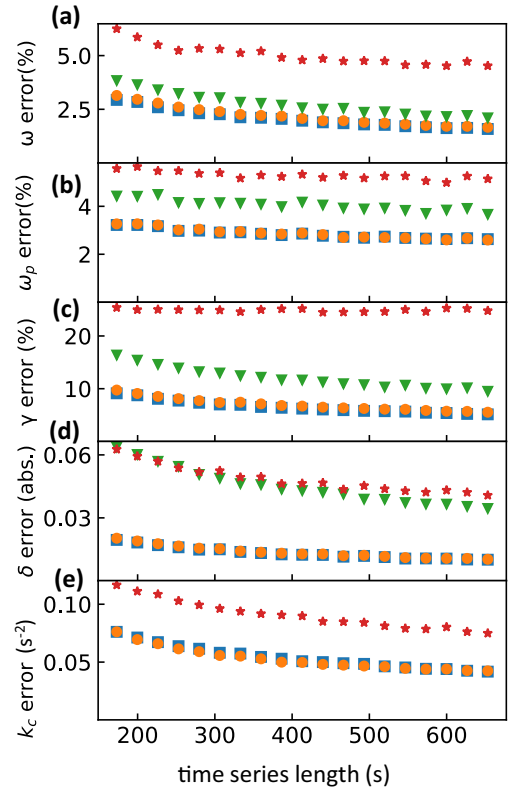 (a)
5.0
2.5
ω error(%)
(b)
4
2
ω_p error(%)
(c)
20
10
γ error (%)
(d)
0.06
0.03
δ error (abs.)
(e)
0.10
0.05
k_c error (s⁻²)
200 300 400 500 600
time series length (s)